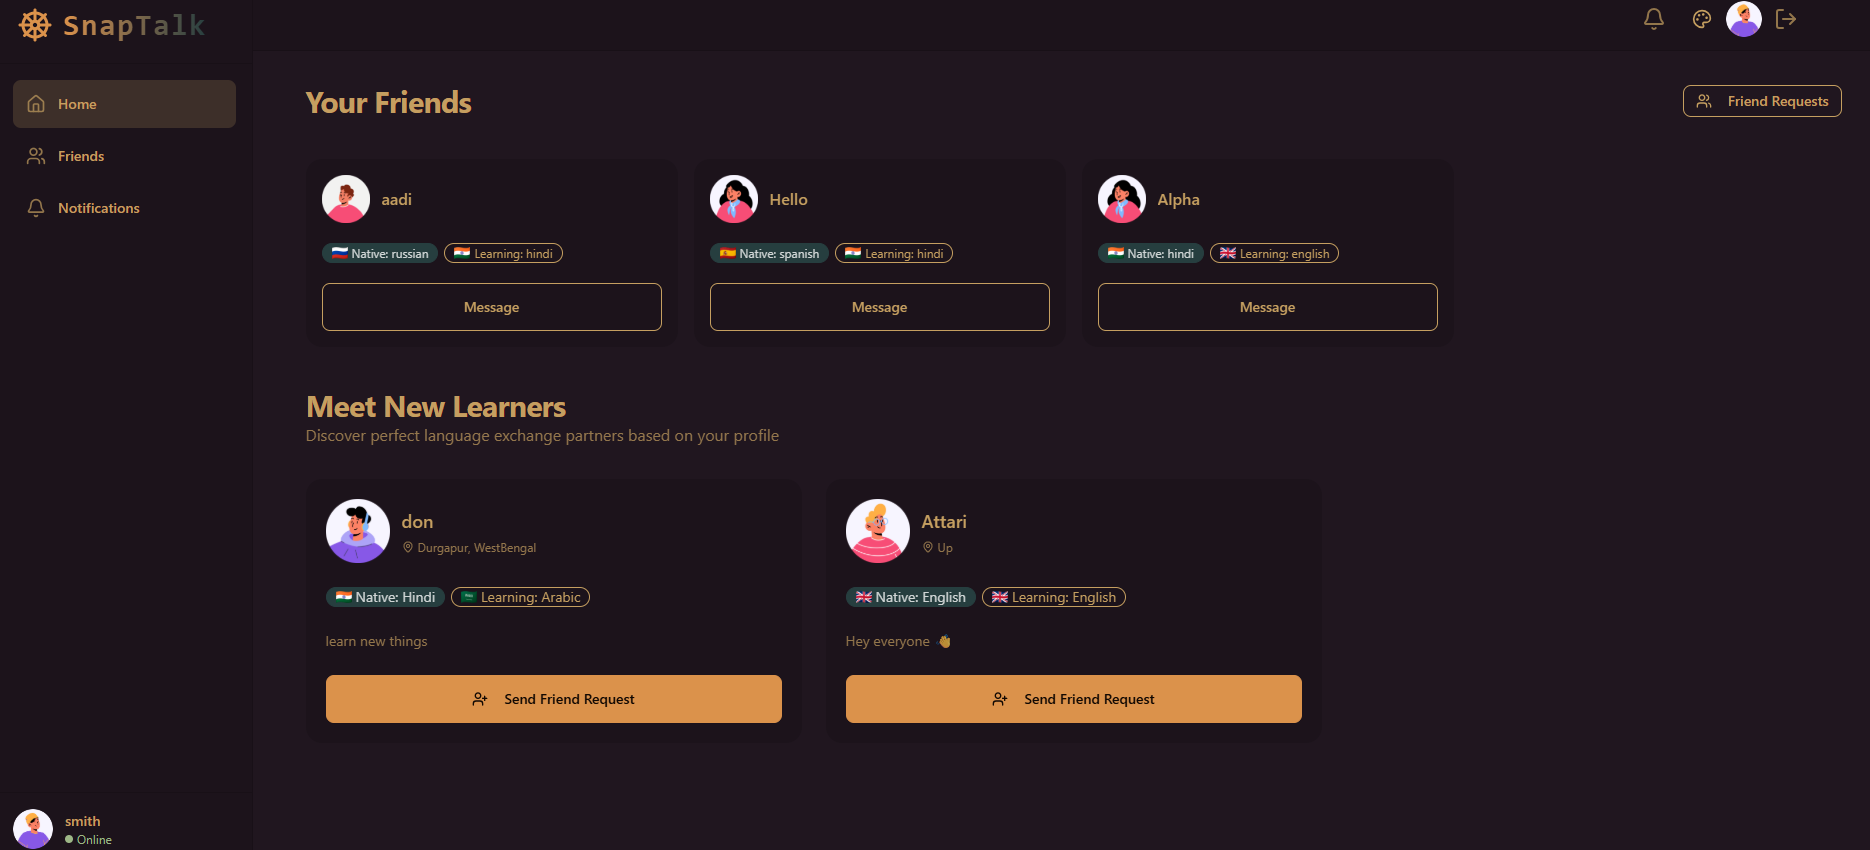 SnapTalk
Home
Friends
Notifications
Your Friends
Friend Requests
aadi
Native: russian
Learning: hindi
Message
Hello
Native: spanish
Learning: hindi
Message
Alpha
Native: hindi
Learning: english
Message
Meet New Learners
Discover perfect language exchange partners based on your profile
don
Durgapur, WestBengal
Native: Hindi
Learning: Arabic
learn new things
Send Friend Request
Attari
Up
Native: English
Learning: English
Hey everyone 👋
Send Friend Request
smith
Online